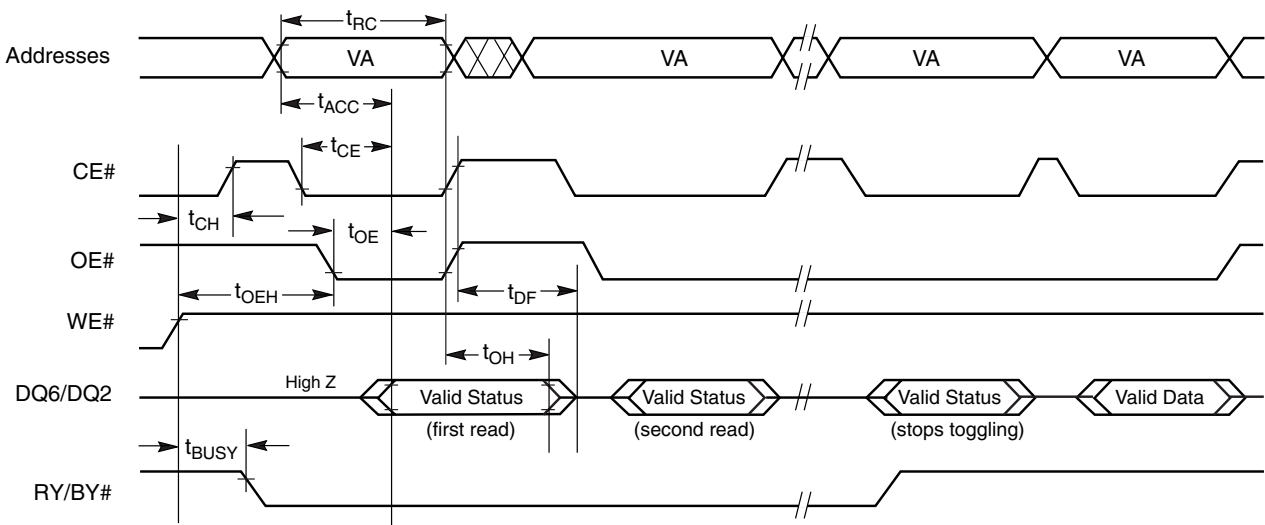 tRC
Addresses VA VA VA VA
tACC
tCE
CE#
tCH tOE
OE#
tOEH tDF
WE#
tOH
DQ6/DQ2 High Z Valid Status Valid Status Valid Status Valid Data
(first read) (second read) (stops toggling)
tBUSY
RY/BY#